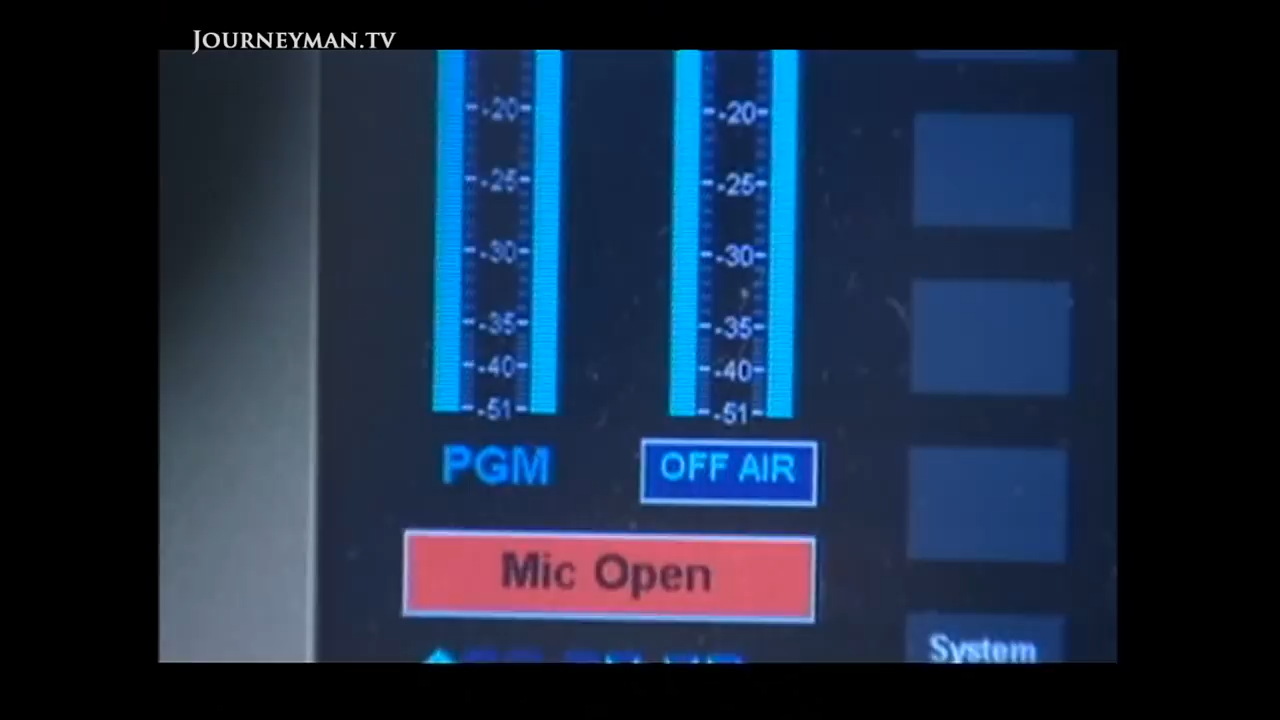 JOURNEYMAN.TV
-20- -20-
-25- -25-
-30- -30-
-35- -35-
-40- -40-
-51- -51-
PGM OFF AIR
Mic Open
System